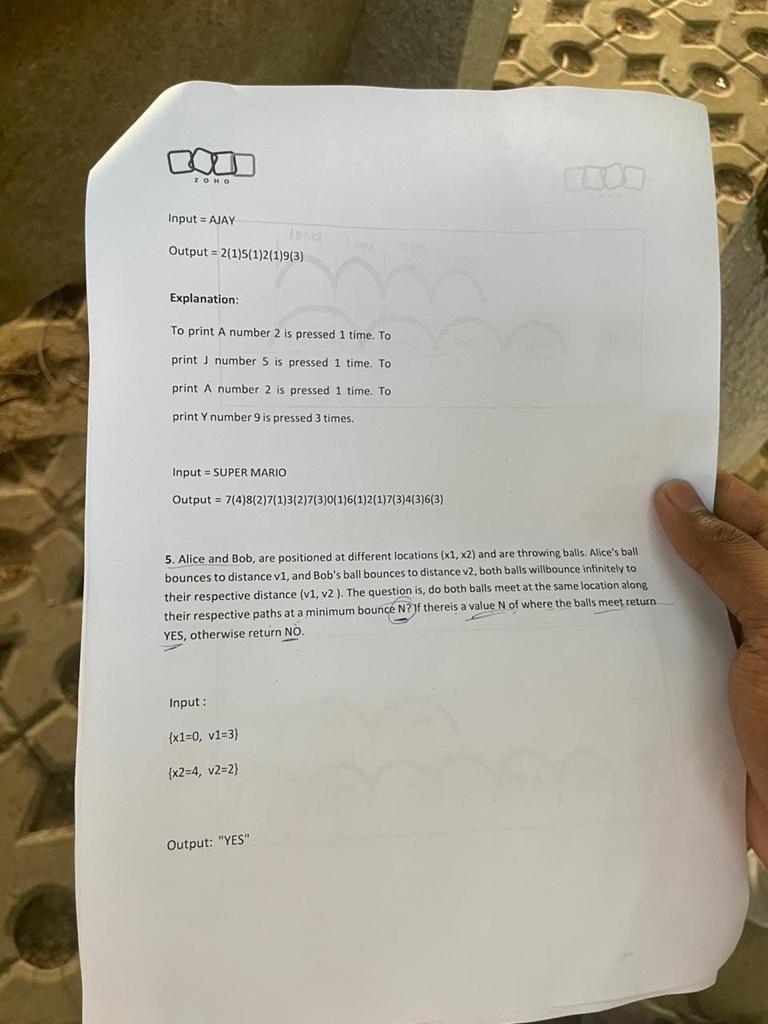 ZOHO
Input = AJAY
Output = 2(1)5(1)2(1)9(3)
Explanation:
To print A number 2 is pressed 1 time. To
print J number 5 is pressed 1 time. To
print A number 2 is pressed 1 time. To
print Y number 9 is pressed 3 times.
Input = SUPER MARIO
Output = 7(4)8(2)7(1)3(2)7(3)0(1)6(1)2(1)7(3)4(3)6(3)
5. Alice and Bob, are positioned at different locations (x1, x2) and are throwing balls. Alice's ball
bounces to distance v1, and Bob's ball bounces to distance v2, both balls willbounce infinitely to
their respective distance (v1, v2 ). The question is, do both balls meet at the same location along
their respective paths at a minimum bounce N? If thereis a value N of where the balls meet return
YES, otherwise return NO.
Input :
{x1=0, v1=3}
{x2=4, v2=2}
Output: "YES"